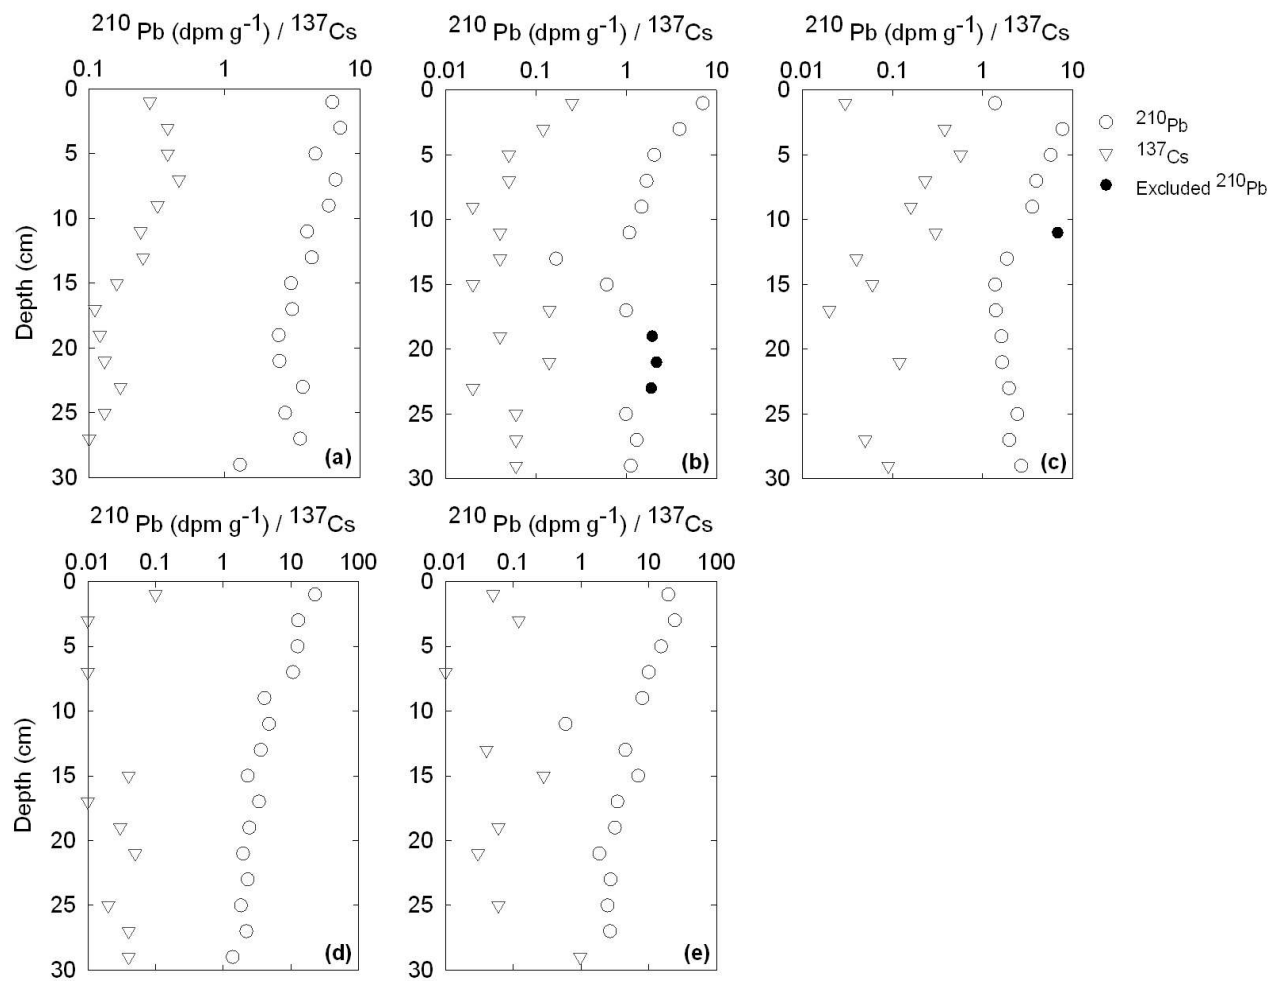 ²¹⁰ Pb (dpm g⁻¹) / ¹³⁷Cs
0.1 1 10
0
5
10
15
20
25
30
Depth (cm)
(a)
²¹⁰ Pb (dpm g⁻¹) / ¹³⁷Cs
0.01 0.1 1 10
0
5
10
15
20
25
30
(b)
²¹⁰ Pb (dpm g⁻¹) / ¹³⁷Cs
0.01 0.1 1 10
0
5
10
15
20
25
30
(c)
²¹⁰Pb
¹³⁷Cs
Excluded ²¹⁰Pb
²¹⁰ Pb (dpm g⁻¹) / ¹³⁷Cs
0.01 0.1 1 10 100
0
5
10
15
20
25
30
Depth (cm)
(d)
²¹⁰ Pb (dpm g⁻¹) / ¹³⁷Cs
0.01 0.1 1 10 100
0
5
10
15
20
25
30
(e)